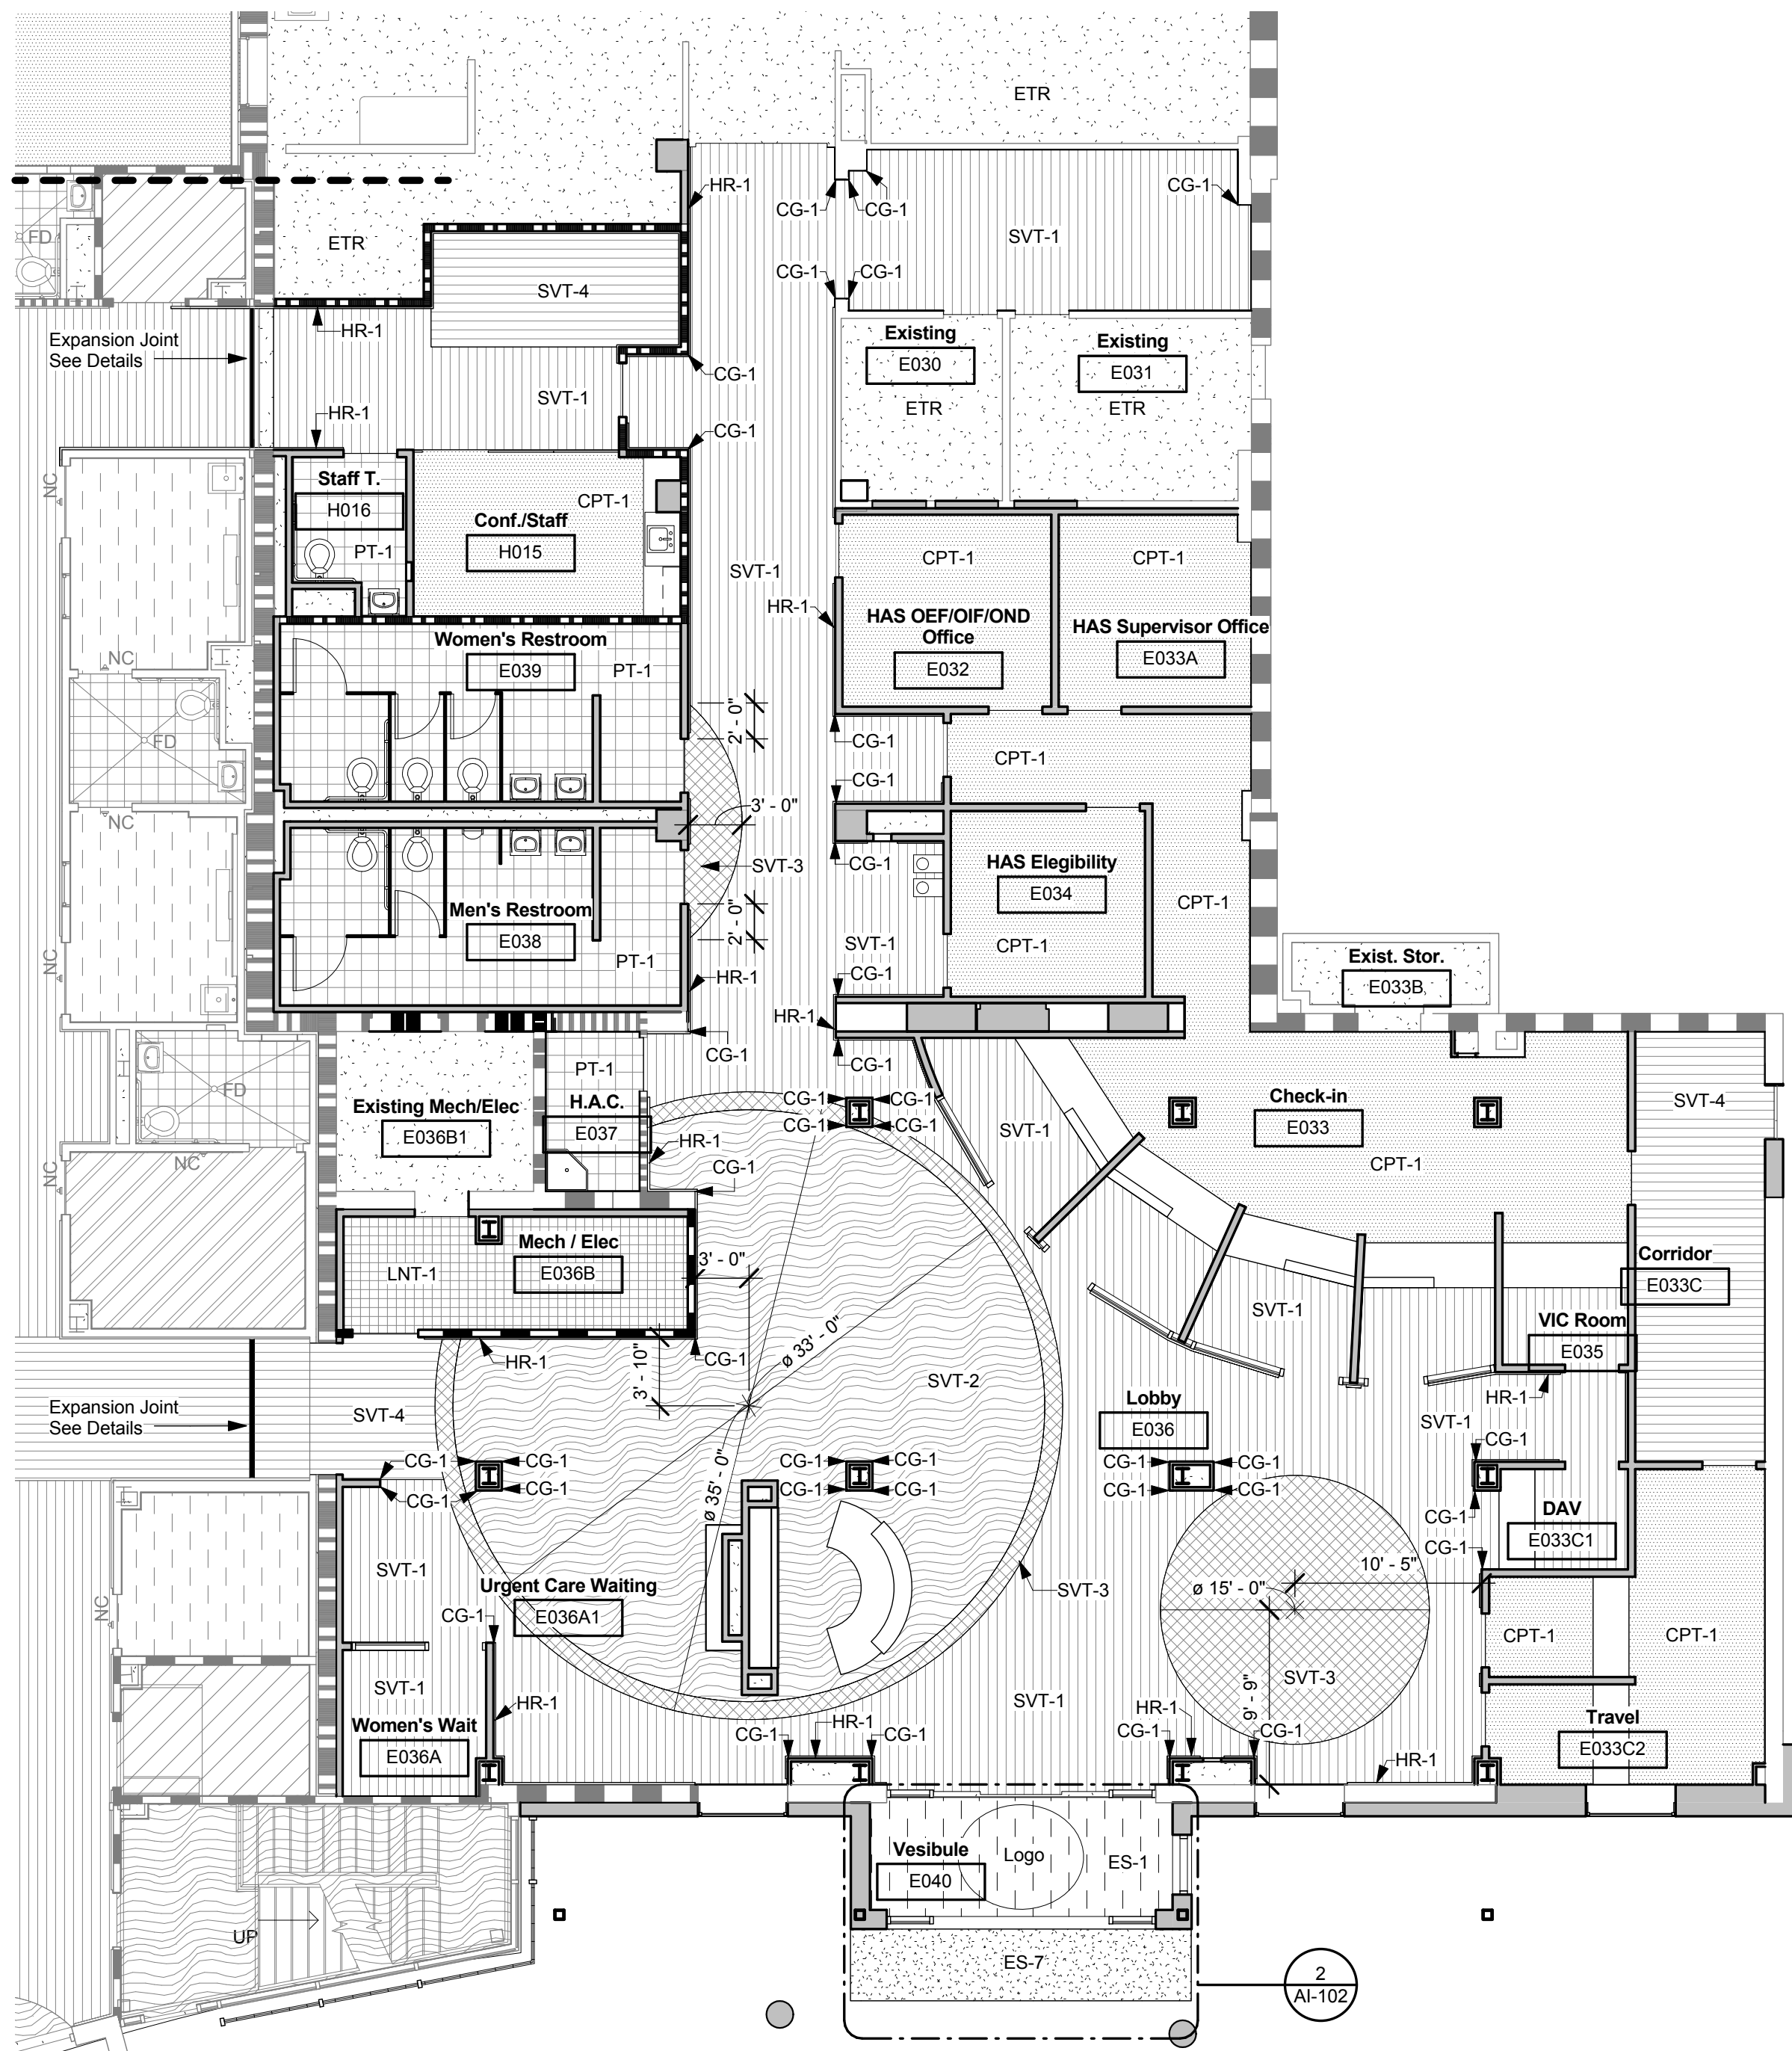 ETR
HR-1
CG-1
CG-1
CG-1
FD
ETR
SVT-1
SVT-4
CG-1
CG-1
Expansion Joint
See Details
HR-1
Existing
E030
ETR
Existing
E031
ETR
CG-1
SVT-1
HR-1
CG-1
NC
Staff T.
H016
PT-1
CPT-1
Conf./Staff
H015
SVT-1
CPT-1
CPT-1
HR-1
HAS OEF/OIF/OND
Office
E032
HAS Supervisor Office
E033A
Women's Restroom
E039
PT-1
NC
2' - 0"
FD
CG-1
CPT-1
CG-1
3' - 0"
NC
SVT-3
CG-1
HAS Elegibility
E034
CPT-1
Men's Restroom
E038
2' - 0"
PT-1
SVT-1
CPT-1
NC
HR-1
CG-1
Exist. Stor.
E033B
HR-1
CG-1
CG-1
PT-1
FD
Existing Mech/Elec
E036B1
H.A.C.
E037
CG-1
CG-1
CG-1
CG-1
HR-1
SVT-1
Check-in
E033
SVT-4
CPT-1
NC
NC
CG-1
Mech / Elec
E036B
LNT-1
3' - 0"
Corridor
E033C
SVT-1
VIC Room
E035
ø 33' - 0"
HR-1
CG-1
3' - 10"
SVT-2
HR-1
Expansion Joint
See Details
SVT-4
Lobby
E036
SVT-1
CG-1
CG-1
CG-1
CG-1
CG-1
CG-1
CG-1
CG-1
CG-1
CG-1
CG-1
CG-1
CG-1
CG-1
ø 35' - 0"
CG-1
DAV
E033C1
CG-1
10' - 5"
SVT-1
Urgent Care Waiting
E036A1
SVT-3
ø 15' - 0"
NC
CG-1
CPT-1
CPT-1
SVT-1
SVT-3
HR-1
SVT-1
9' - 9"
Women's Wait
E036A
HR-1
CG-1
CG-1
HR-1
CG-1
CG-1
Travel
E033C2
HR-1
Vesibule
E040
Logo
ES-1
UP
ES-7
2
AI-102